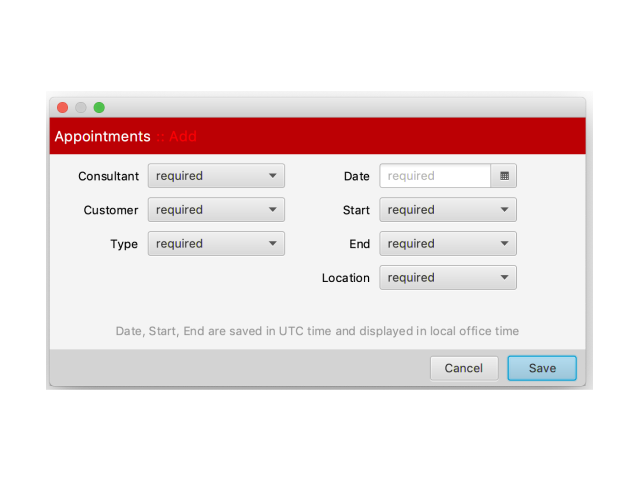 Appointments :: Add
Consultant required Date required
Customer required Start required
Type required End required
Location required
Date, Start, End are saved in UTC time and displayed in local office time
Cancel Save